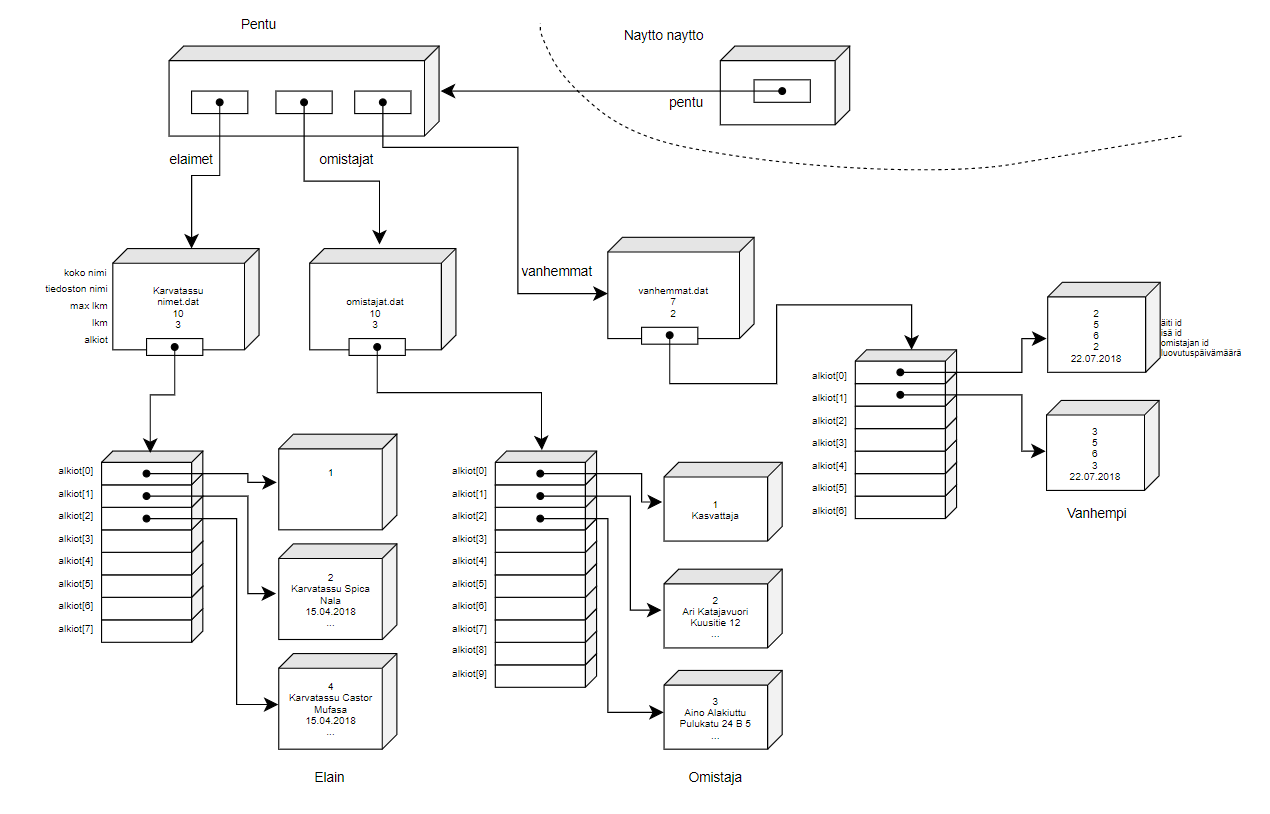 Pentu
Naytto naytto
pentu
elaimet
omistajat
vanhemmat
koko nimi
tiedoston nimi
max lkm
lkm
alkiot
Karvatassu
nimet.dat
10
3
omistajat.dat
10
3
vanhemmat.dat
7
2
alkiot[0]
alkiot[1]
alkiot[2]
alkiot[3]
alkiot[4]
alkiot[5]
alkiot[6]
2
5
6
2
22.07.2018
äiti id
isä id
omistajan id
luovutuspäivämäärä
3
5
6
3
22.07.2018
Vanhempi
alkiot[0]
alkiot[1]
alkiot[2]
alkiot[3]
alkiot[4]
alkiot[5]
alkiot[6]
alkiot[7]
1
2
Karvatassu Spica
Nala
15.04.2018
...
4
Karvatassu Castor
Mufasa
15.04.2018
...
Elain
alkiot[0]
alkiot[1]
alkiot[2]
alkiot[3]
alkiot[4]
alkiot[5]
alkiot[6]
alkiot[7]
alkiot[8]
alkiot[9]
1
Kasvattaja
2
Ari Katajavuori
Kuusitie 12
...
3
Aino Alakiuttu
Pulukatu 24 B 5
...
Omistaja